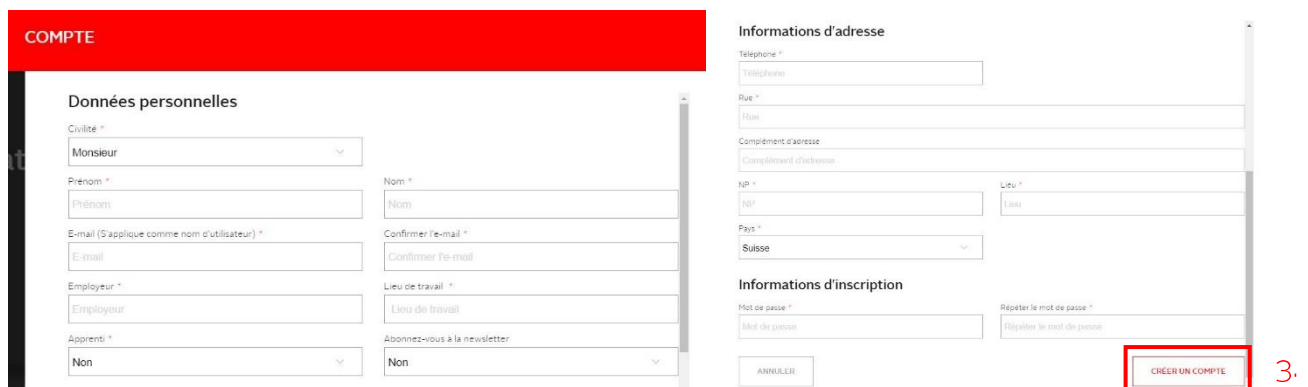 COMPTE
Données personnelles
Civilité *
Monsieur
Prénom * Nom *
Prénom Nom
E-mail (S'applique comme nom d'utilisateur) * Confirmer l'e-mail *
E-mail Confirmer l'e-mail
Employeur * Lieu de travail *
Employeur Lieu de travail
Apprenti * Abonnez-vous à la newsletter
Non Non
at
Informations d'adresse
Téléphone *
Téléphone
Rue *
Rue
Complément d'adresse
Complément d'adresse
NP * Lieu *
NP Lieu
Pays *
Suisse
Informations d'inscription
Mot de passe * Répéter le mot de passe *
Mot de passe Répéter le mot de passe
ANNULER CRÉER UN COMPTE
3.